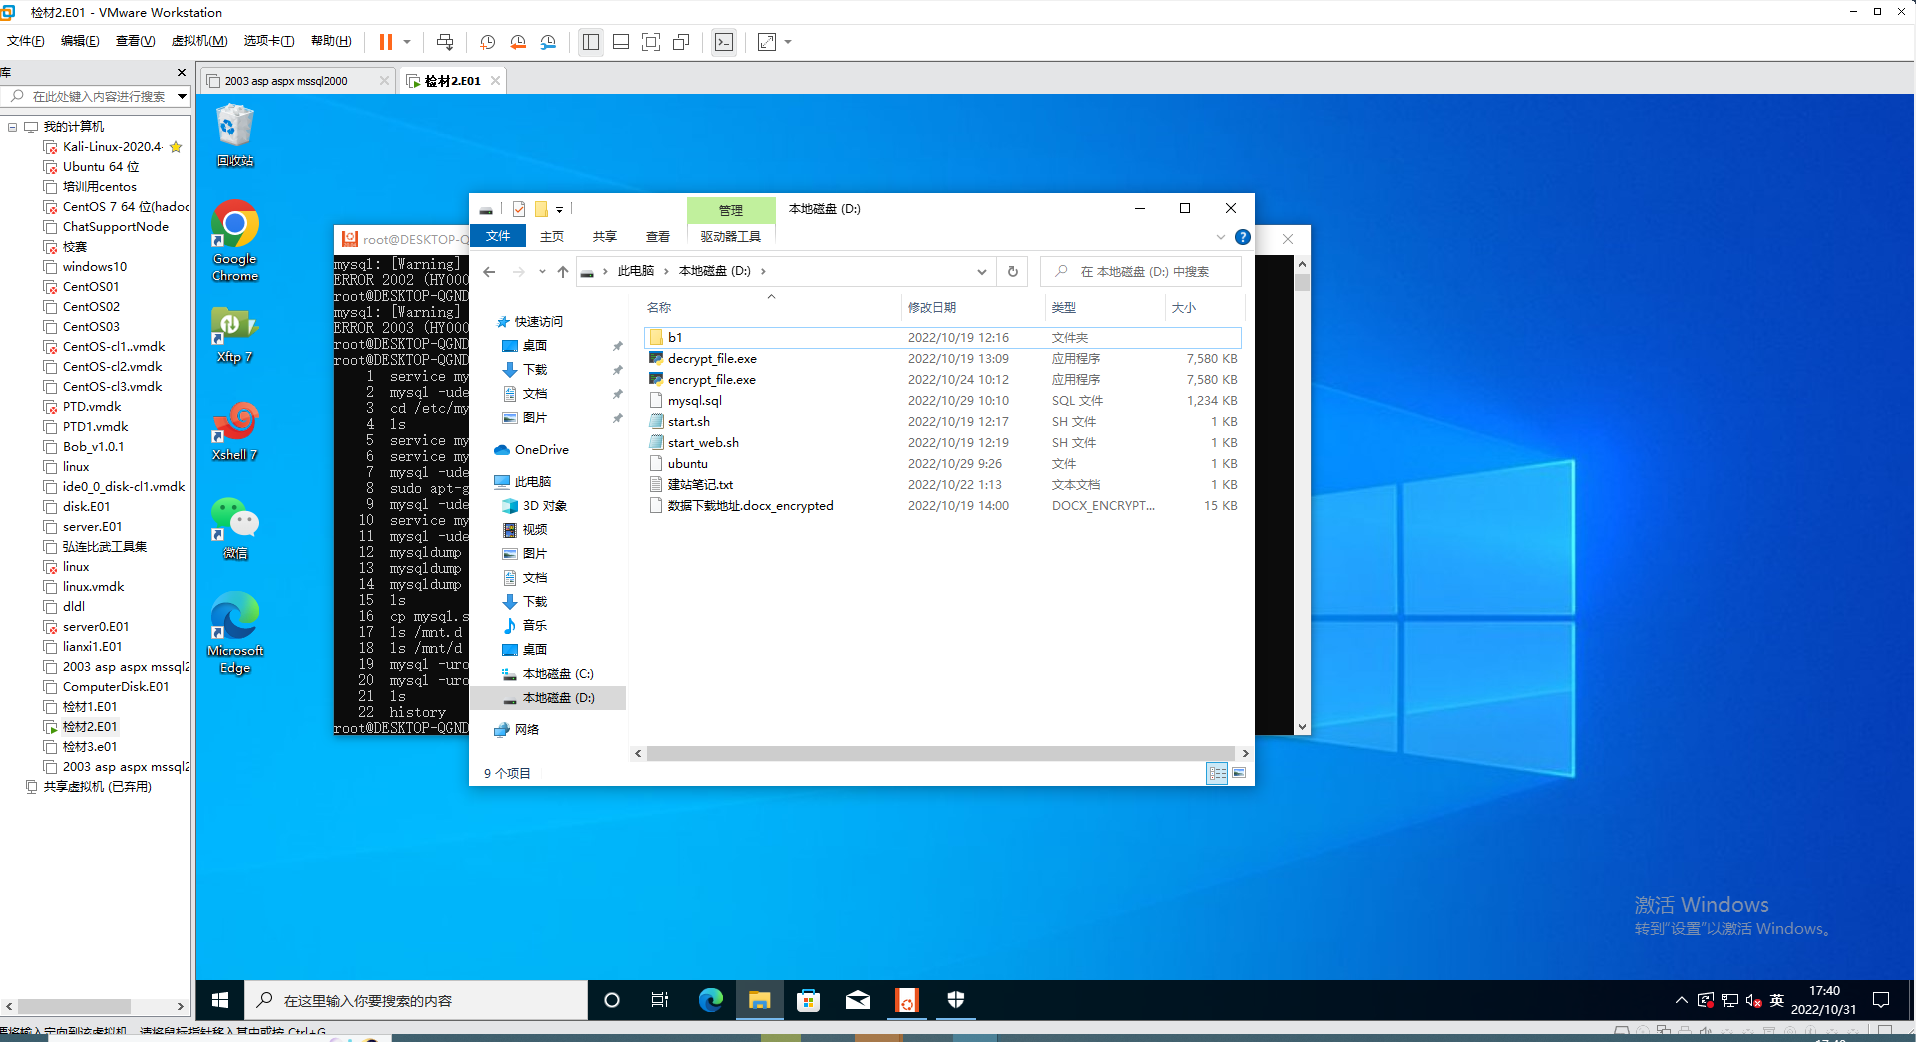 检材2.E01 - VMware Workstation
文件(F) 编辑(E) 查看(V) 虚拟机(M) 选项卡(T) 帮助(H)
库
在此处键入内容进行搜索
我的计算机
Kali-Linux-2020.4-
Ubuntu 64 位
培训用centos
CentOS 7 64 位(hadoo
ChatSupportNode
校赛
windows10
CentOS01
CentOS02
CentOS03
CentOS-cl1..vmdk
CentOS-cl2.vmdk
CentOS-cl3.vmdk
PTD.vmdk
PTD1.vmdk
Bob_v1.0.1
linux
ide0_0_disk-cl1.vmdk
disk.E01
server.E01
弘连比武工具集
linux
linux.vmdk
dldl
server0.E01
lianxi1.E01
2003 asp aspx mssql2
ComputerDisk.E01
检材1.E01
检材2.E01
检材3.e01
2003 asp aspx mssql2
共享虚拟机 (已弃用)
2003 asp aspx mssql2000
检材2.E01
回收站
Google
Chrome
Xftp 7
Xshell 7
微信
Microsoft
Edge
root@DESKTOP-Q
mysql: [Warning]
ERROR 2002 (HY000
root@DESKTOP-QGND
mysql: [Warning]
ERROR 2003 (HY000
root@DESKTOP-QGND
root@DESKTOP-QGND
1 service my
2 mysql -ude
3 cd /etc/my
4 ls
5 service my
6 service my
7 mysql -ude
8 sudo apt-g
9 mysql -ude
10 service my
11 mysql -ude
12 mysqldump
13 mysqldump
14 mysqldump
15 ls
16 cp mysql.s
17 ls /mnt.d
18 ls /mnt/d
19 mysql -uro
20 mysql -uro
21 ls
22 history
root@DESKTOP-QGND
管理 本地磁盘 (D:)
文件 主页 共享 查看 驱动器工具
此电脑 本地磁盘 (D:)
在 本地磁盘 (D:) 中搜索
快速访问
桌面
下载
文档
图片
OneDrive
此电脑
3D 对象
视频
图片
文档
下载
音乐
桌面
本地磁盘 (C:)
本地磁盘 (D:)
网络
名称 修改日期 类型 大小
b1 2022/10/19 12:16 文件夹
decrypt_file.exe 2022/10/19 13:09 应用程序 7,580 KB
encrypt_file.exe 2022/10/24 10:12 应用程序 7,580 KB
mysql.sql 2022/10/29 10:10 SQL 文件 1,234 KB
start.sh 2022/10/19 12:17 SH 文件 1 KB
start_web.sh 2022/10/19 12:19 SH 文件 1 KB
ubuntu 2022/10/29 9:26 文件 1 KB
建站笔记.txt 2022/10/22 1:13 文本文档 1 KB
数据下载地址.docx_encrypted 2022/10/19 14:00 DOCX_ENCRYPT... 15 KB
9 个项目
激活 Windows
转到"设置"以激活 Windows。
在这里输入你要搜索的内容
英
17:40
2022/10/31